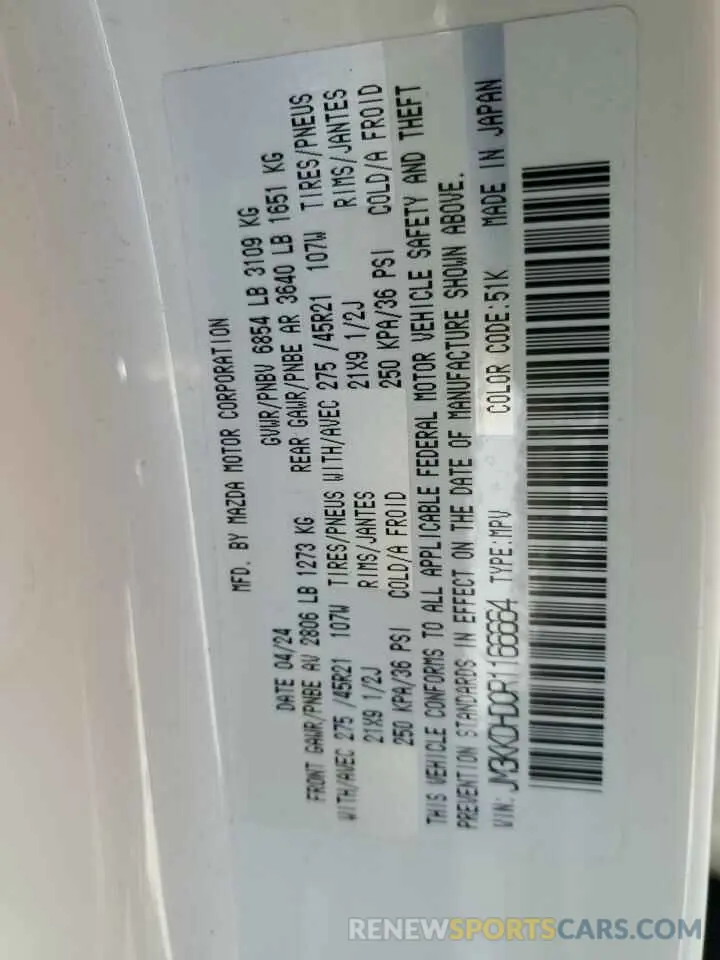 MFD. BY MAZDA MOTOR CORPORATION
DATE 04/24 GVWR/PNBV 6854 LB 3109 KG
FRONT GAWR/PNBE AV 2806 LB 1273 KG REAR GAWR/PNBE AR 3640 LB 1651 KG
WITH/AVEC 275 /45R21 107W TIRES/PNEUS WITH/AVEC 275 /45R21 107W TIRES/PNEUS
21X9 1/2J RIMS/JANTES 21X9 1/2J RIMS/JANTES
250 KPA/36 PSI COLD/A FROID 250 KPA/36 PSI COLD/A FROID
THIS VEHICLE CONFORMS TO ALL APPLICABLE FEDERAL MOTOR VEHICLE SAFETY AND THEFT
PREVENTION STANDARDS IN EFFECT ON THE DATE OF MANUFACTURE SHOWN ABOVE.
VIN: JM3KKDHD0R1166664 TYPE:MPV COLOR CODE:51K MADE IN JAPAN
RENEWSPORTSCARS.COM